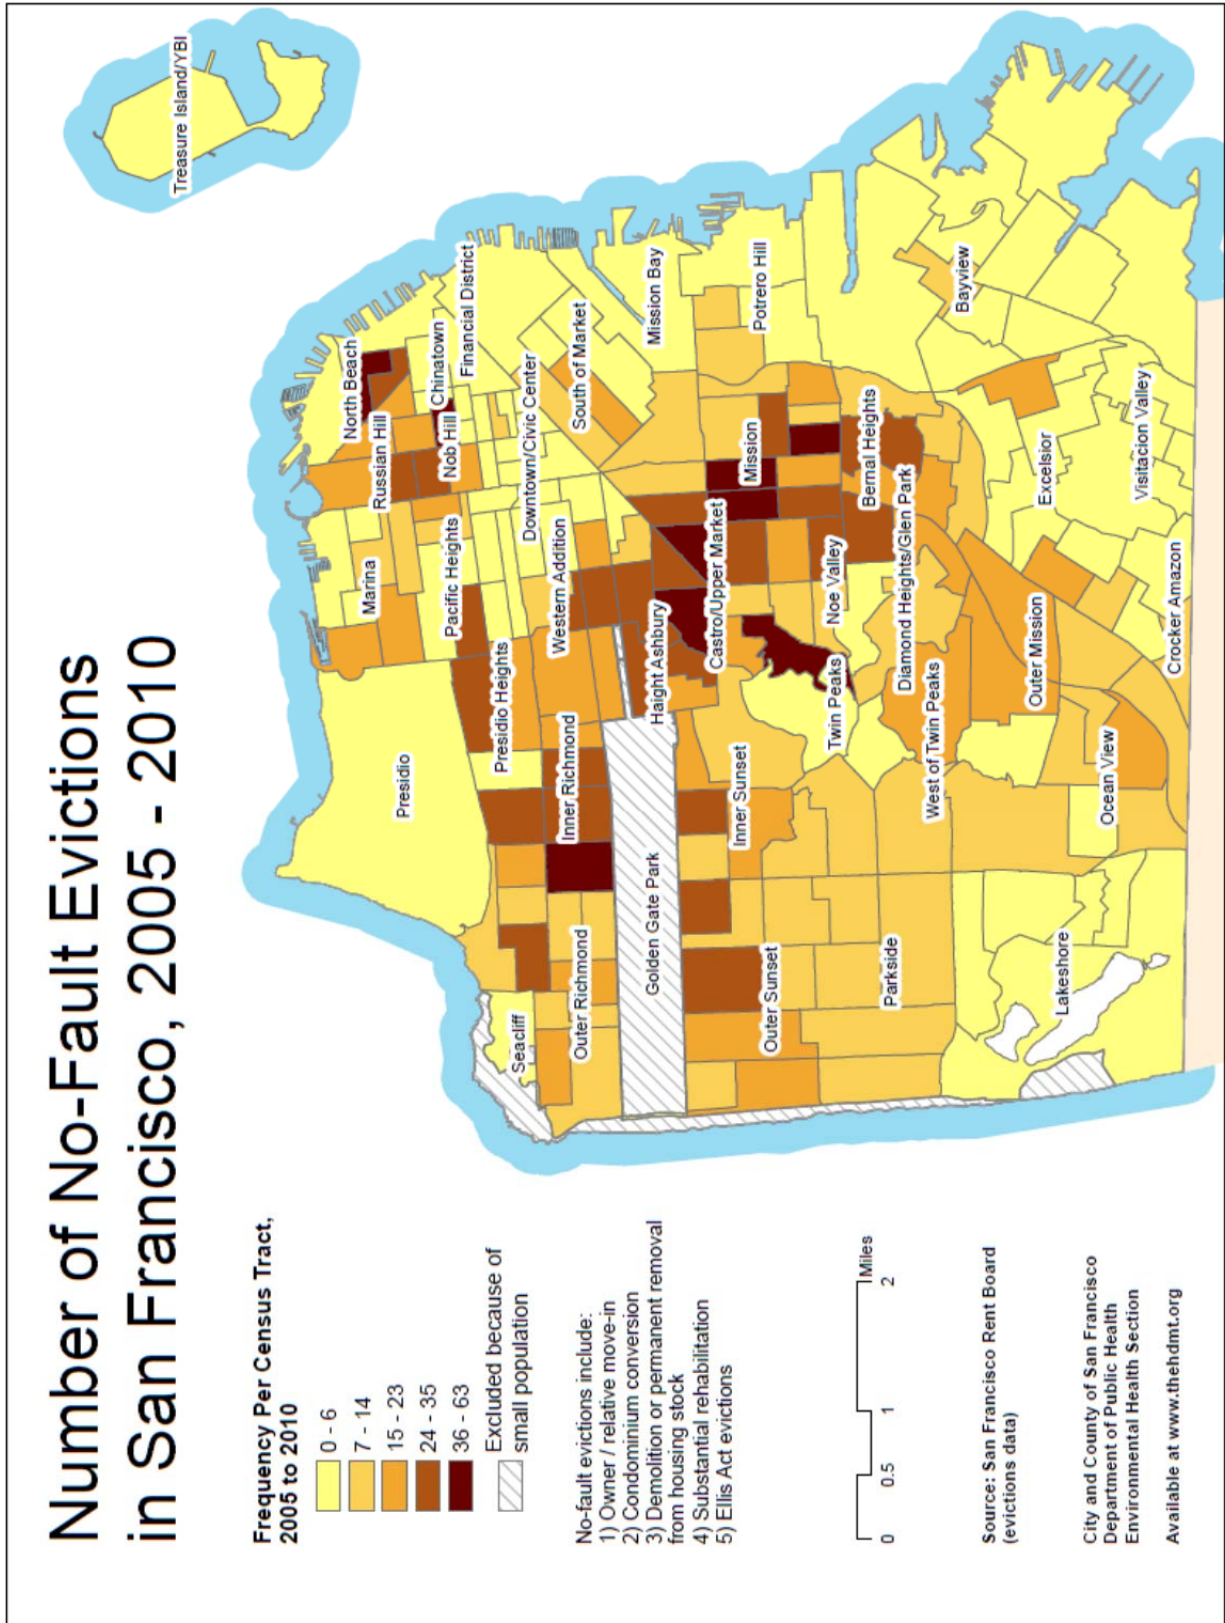 Number of No-Fault Evictions
in San Francisco, 2005 - 2010
Frequency Per Census Tract,
2005 to 2010
0 - 6
7 - 14
15 - 23
24 - 35
36 - 63
Excluded because of
small population
No-fault evictions include:
1) Owner / relative move-in
2) Condominium conversion
3) Demolition or permanent removal
from housing stock
4) Substantial rehabilitation
5) Ellis Act evictions
Miles
0
0.5
1
2
Source: San Francisco Rent Board
(evictions data)
City and County of San Francisco
Department of Public Health
Environmental Health Section
Available at www.thehdmt.org
Treasure Island/YBI
North Beach
Russian Hill
Chinatown
Nob Hill
Financial District
Marina
Pacific Heights
Downtown/Civic Center
South of Market
Mission Bay
Presidio
Presidio Heights
Western Addition
Potrero Hill
Seacliff
Outer Richmond
Inner Richmond
Haight Ashbury
Castro/Upper Market
Mission
Golden Gate Park
Inner Sunset
Outer Sunset
Twin Peaks
Noe Valley
Bernal Heights
Diamond Heights/Glen Park
Bayview
Parkside
West of Twin Peaks
Outer Mission
Excelsior
Visitacion Valley
Lakeshore
Ocean View
Crocker Amazon